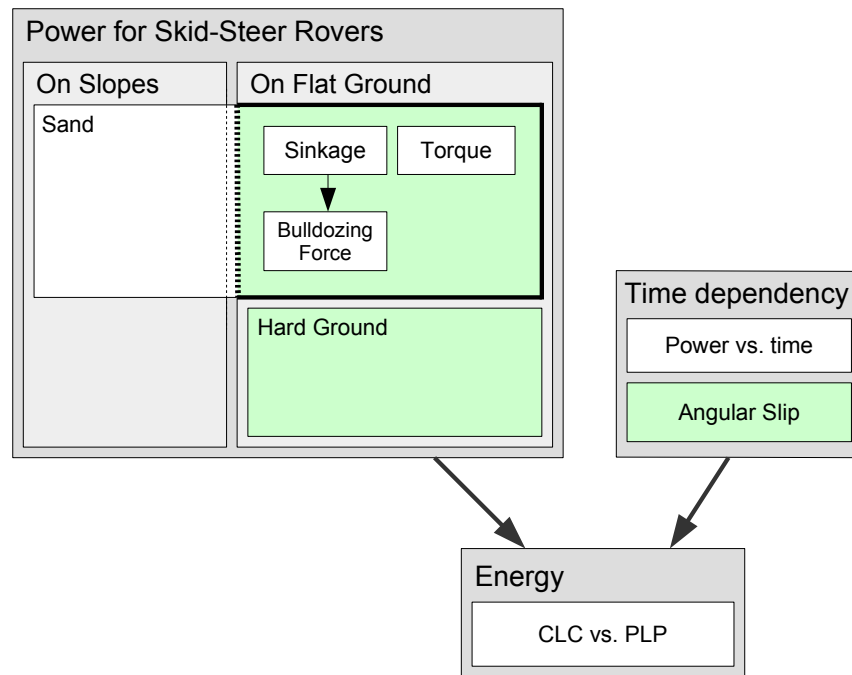 Power for Skid-Steer Rovers
On Slopes
On Flat Ground
Sand
Sinkage
Torque
Bulldozing
Force
Hard Ground
Time dependency
Power vs. time
Angular Slip
Energy
CLC vs. PLP